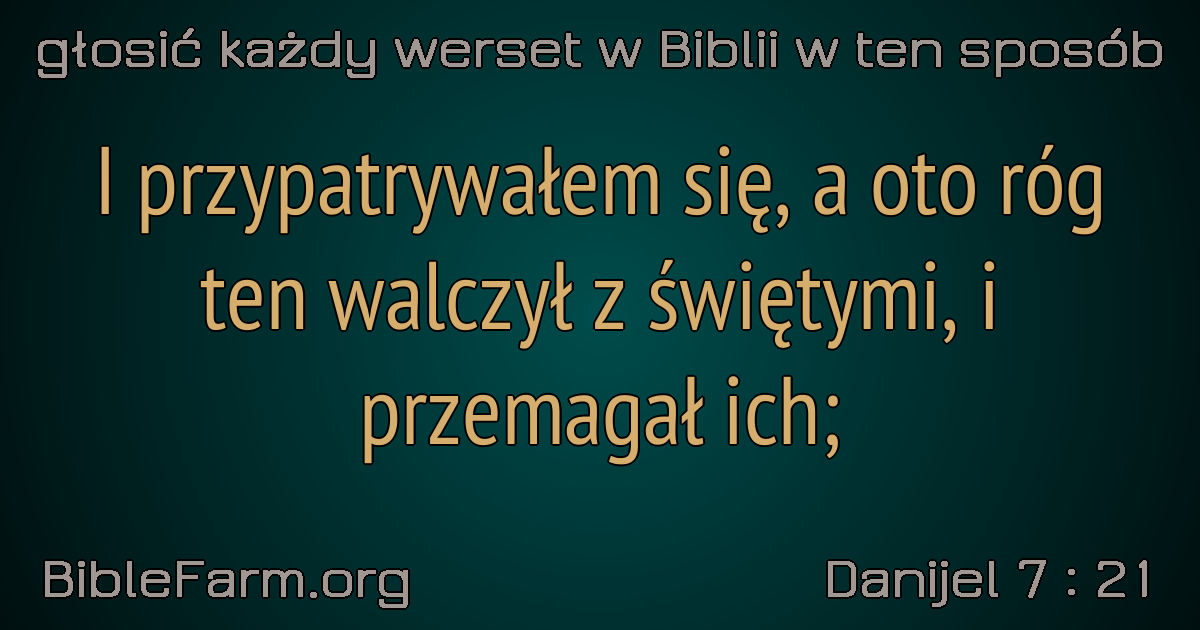 głosić każdy werset w Biblii w ten sposób
I przypatrywałem się, a oto róg
ten walczył z świętymi, i
przemagał ich;
BibleFarm.org
Danijel 7 : 21